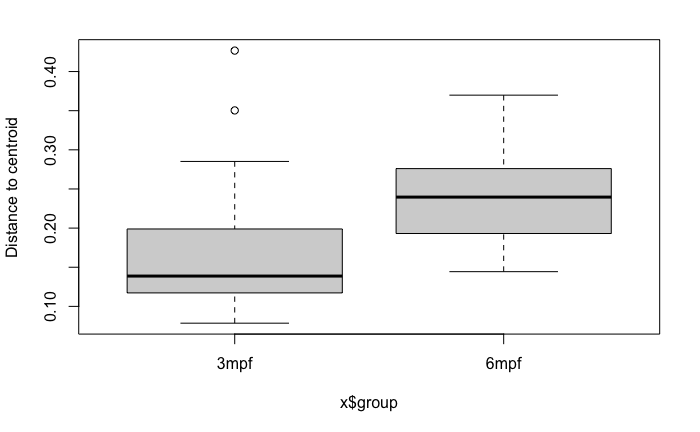 Distance to centroid
0.40
0.30
0.20
0.10
3mpf 6mpf
x$group